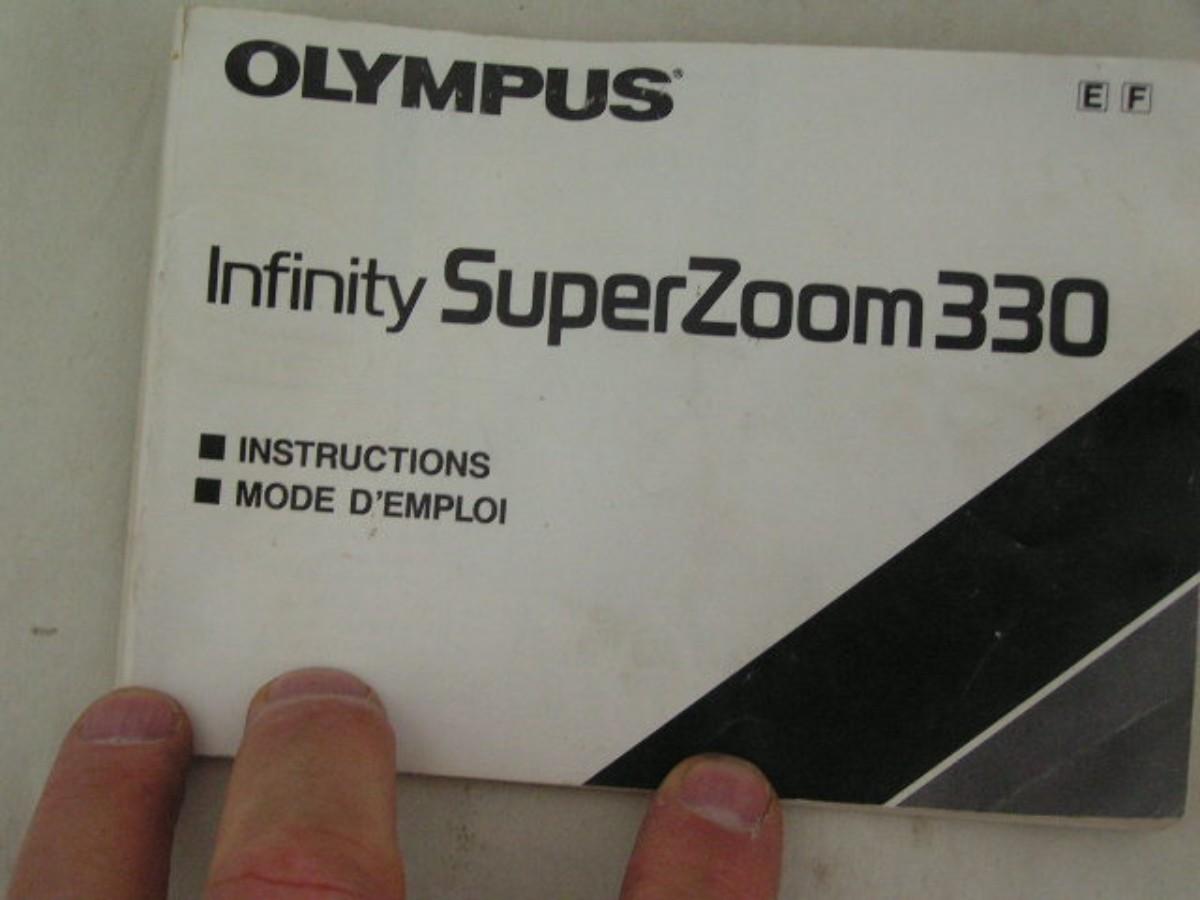 OLYMPUS®
E F
Infinity SuperZoom 330
■ INSTRUCTIONS
■ MODE D'EMPLOI